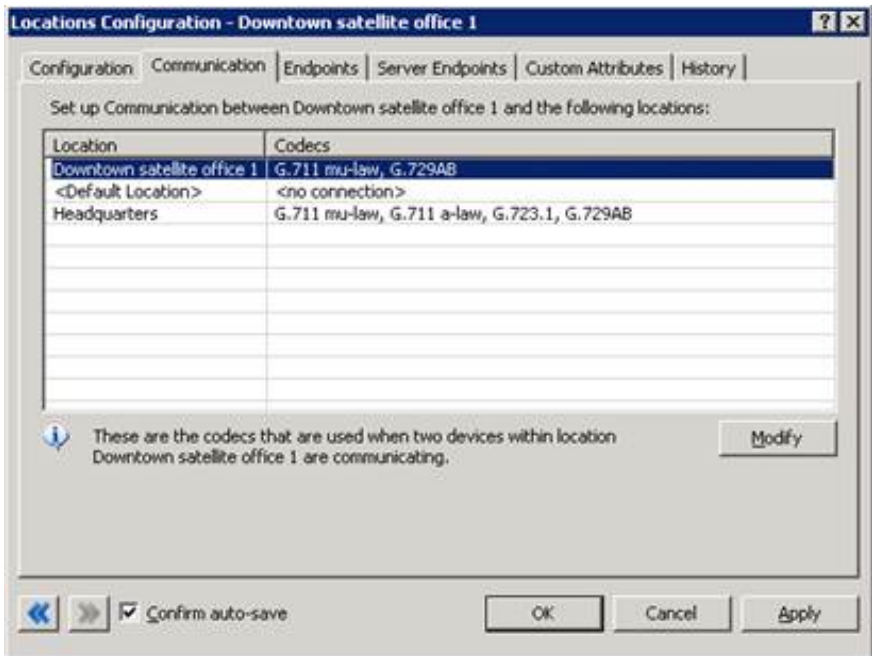 Locations Configuration - Downtown satellite office 1
Configuration Communication Endpoints Server Endpoints Custom Attributes History
Set up Communication between Downtown satellite office 1 and the following locations:
Location Codecs
Downtown satellite office 1 G.711 mu-law, G.729AB
<Default Location> <no connection>
Headquarters G.711 mu-law, G.711 a-law, G.723.1, G.729AB
These are the codecs that are used when two devices within location
Downtown satellite office 1 are communicating.
Modify
Confirm auto-save OK Cancel Apply